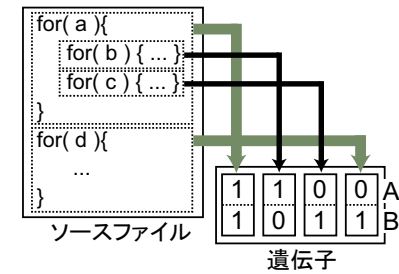 for( a ){
for( b ) { ... }
for( c ) { ... }
}
for( d ){
...
}
ソースファイル
1 1 0 0 A
1 0 1 1 B
遺伝子